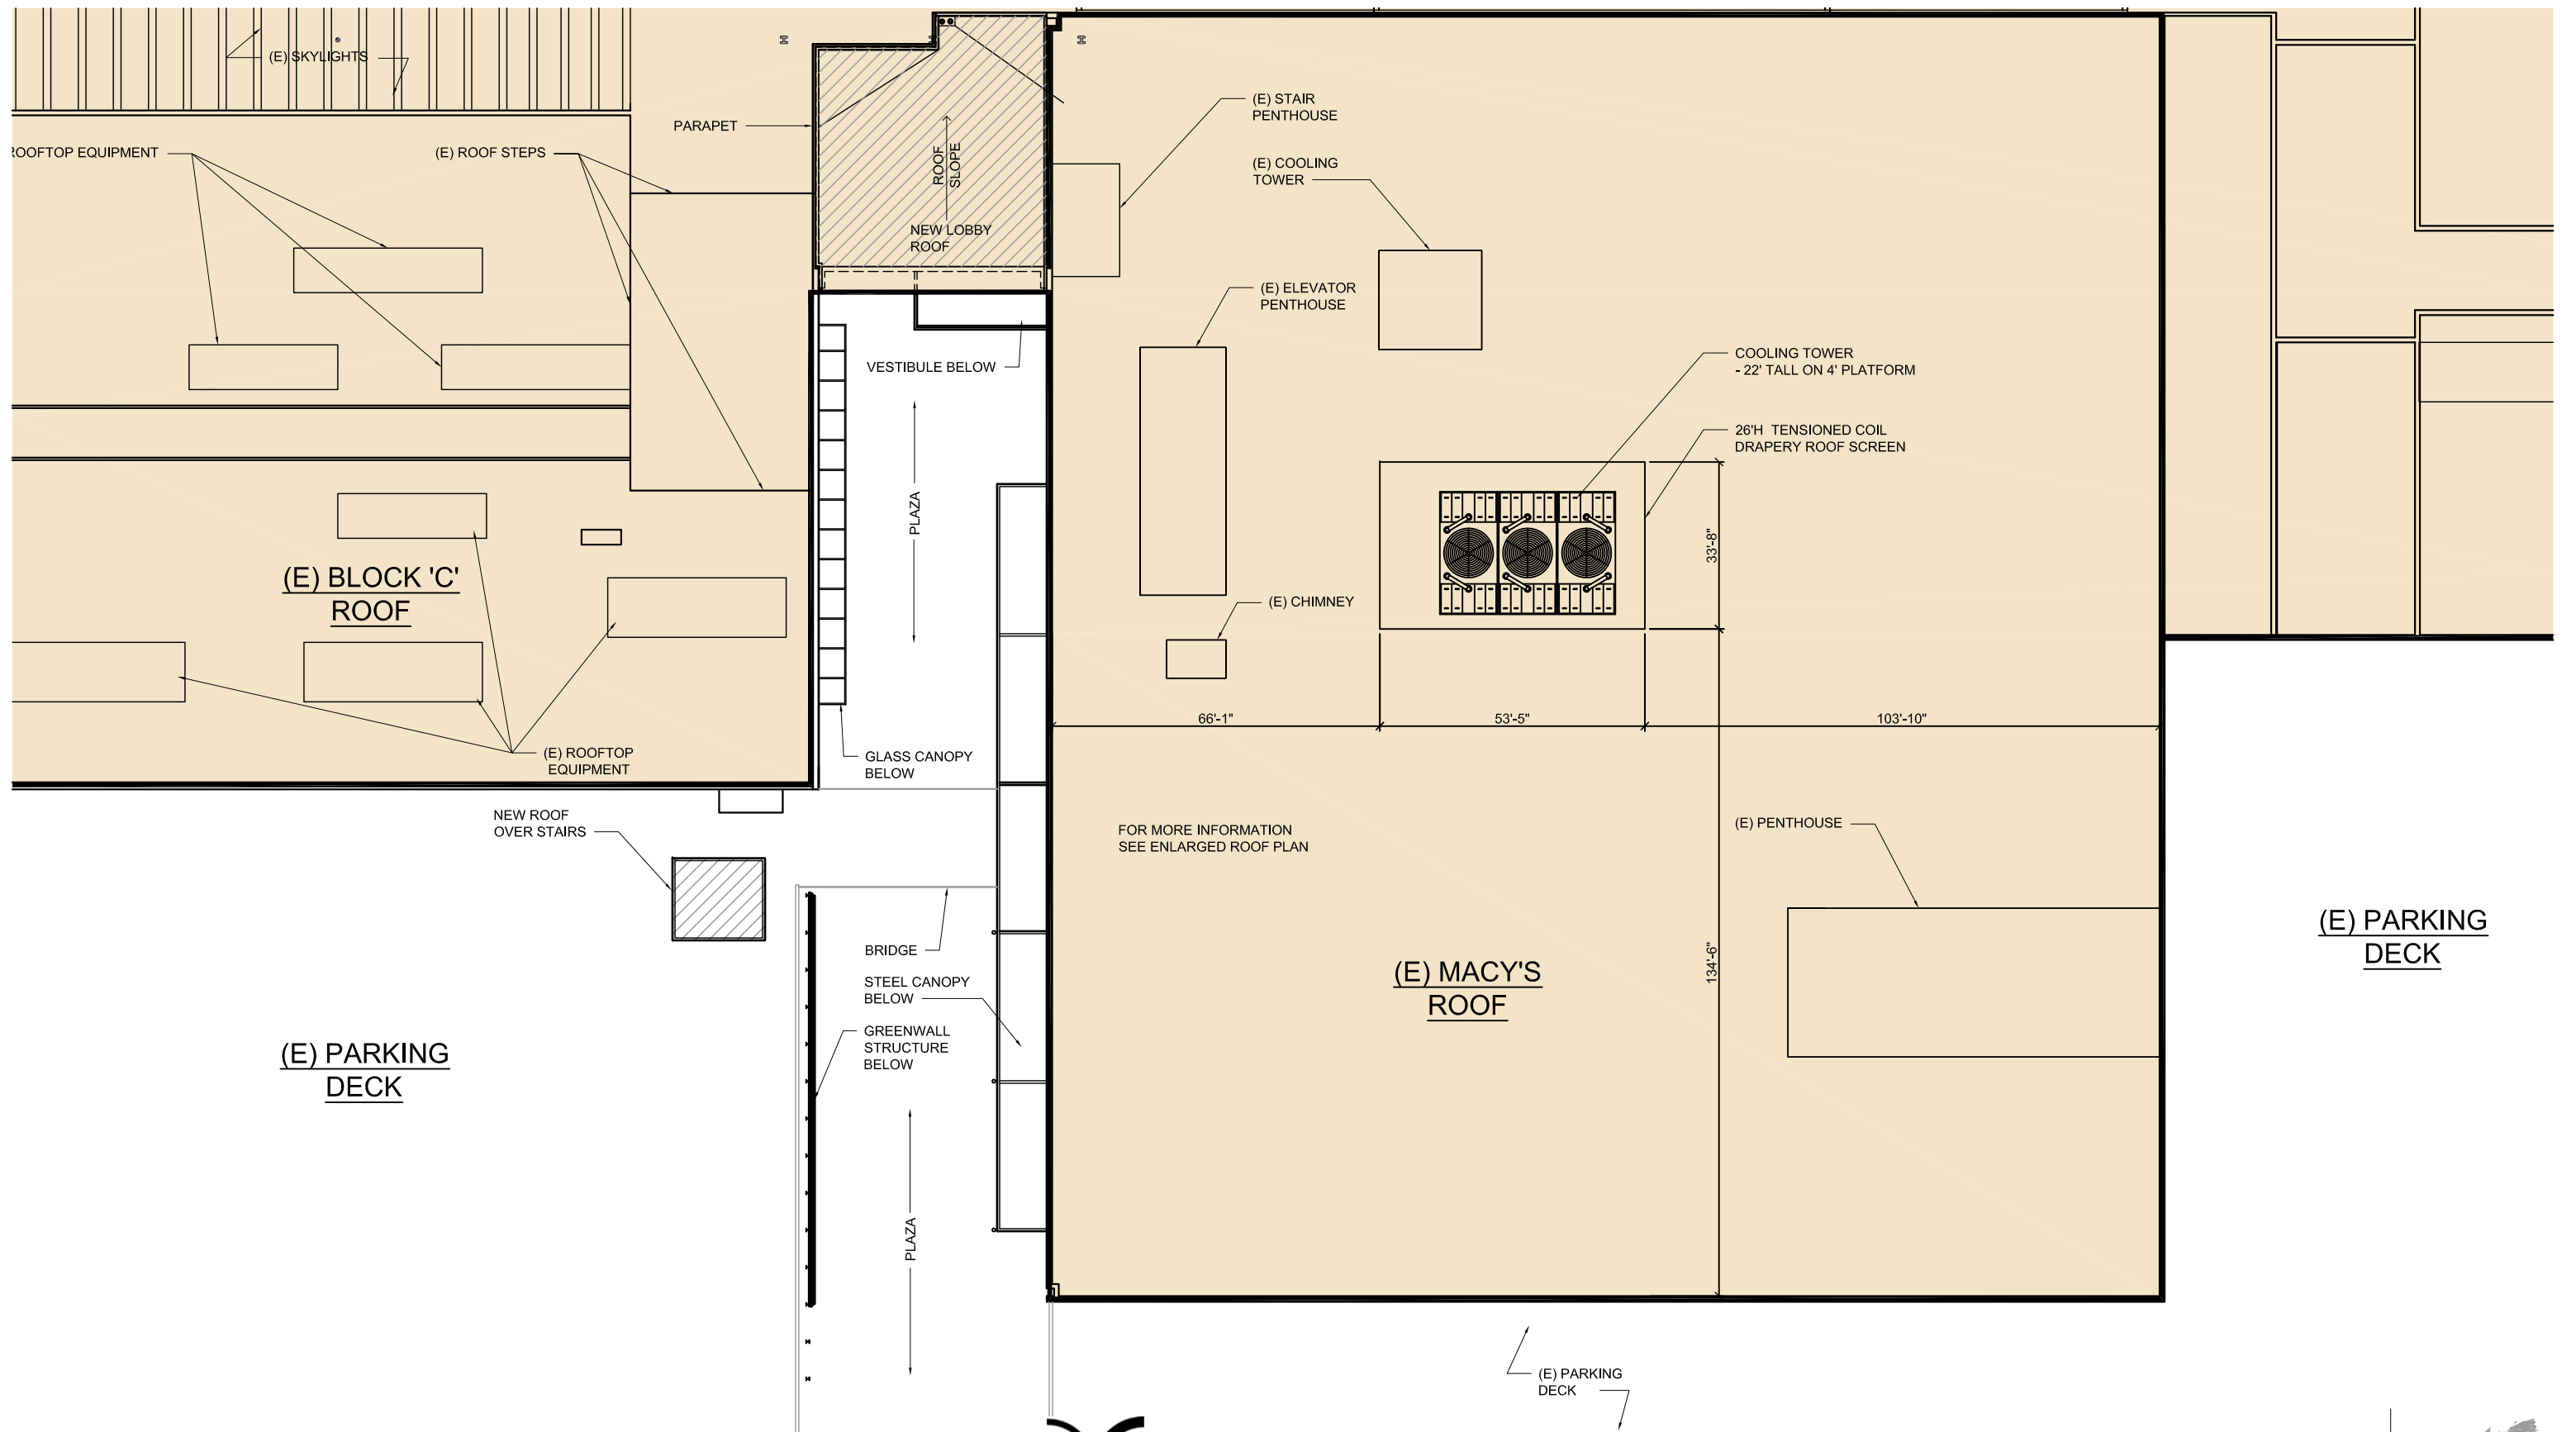 (E) SKYLIGHTS
PARAPET
ROOFTOP EQUIPMENT
(E) ROOF STEPS
ROOF
SLOPE
NEW LOBBY
ROOF
(E) STAIR
PENTHOUSE
(E) COOLING
TOWER
(E) ELEVATOR
PENTHOUSE
VESTIBULE BELOW
COOLING TOWER
- 22' TALL ON 4' PLATFORM
26'H TENSIONED COIL
DRAPERY ROOF SCREEN
PLAZA
33'-8"
(E) BLOCK 'C'
ROOF
(E) CHIMNEY
66'-1"
53'-5"
103'-10"
(E) ROOFTOP
EQUIPMENT
GLASS CANOPY
BELOW
NEW ROOF
OVER STAIRS
FOR MORE INFORMATION
SEE ENLARGED ROOF PLAN
(E) PENTHOUSE
BRIDGE
STEEL CANOPY
BELOW
GREENWALL
STRUCTURE
BELOW
134'-6"
(E) MACY'S
ROOF
(E) PARKING
DECK
(E) PARKING
DECK
PLAZA
(E) PARKING
DECK